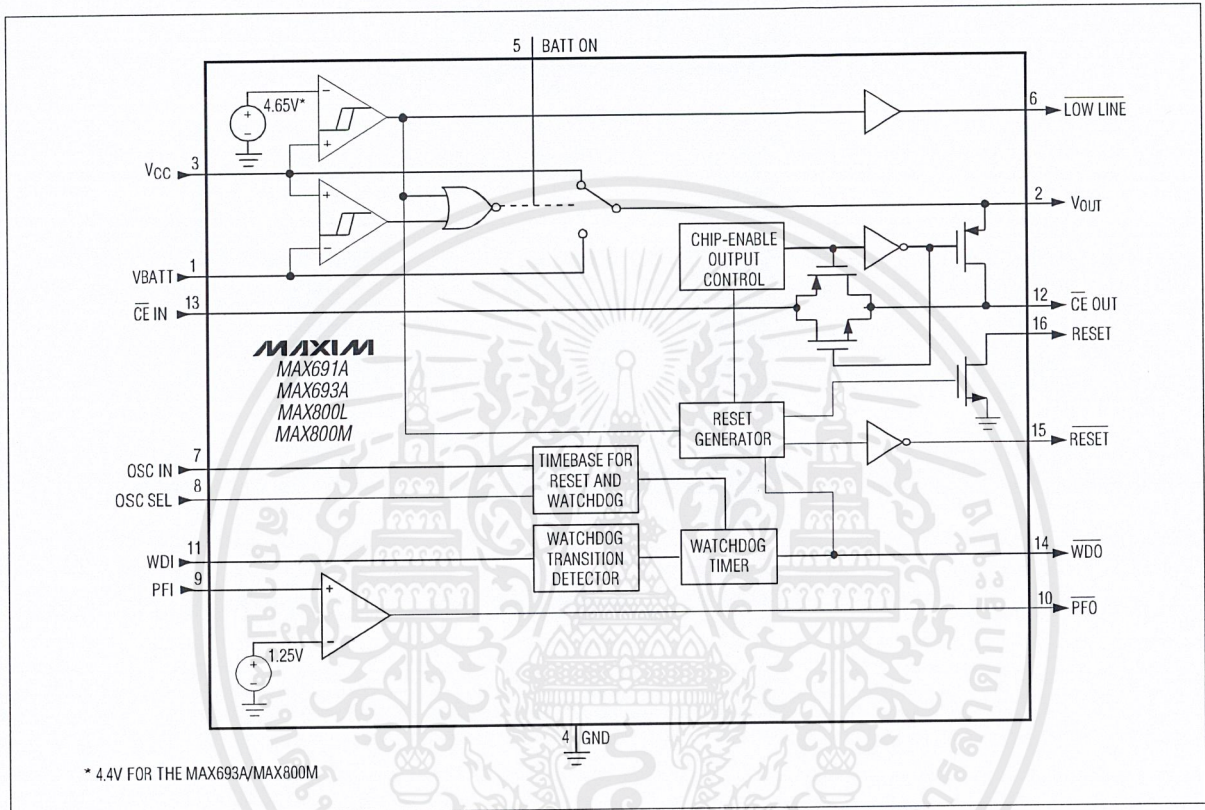 5 BATT ON
4.65V*
6 LOW LINE
VCC 3
2 VOUT
CHIP-ENABLE
OUTPUT
CONTROL
VBATT 1
CE IN 13
12 CE OUT
16 RESET
MAXIM
MAX691A
MAX693A
MAX800L
MAX800M
RESET
GENERATOR
15 RESET
OSC IN 7
OSC SEL 8
TIMEBASE FOR
RESET AND
WATCHDOG
WDI 11
WATCHDOG
TRANSITION
DETECTOR
WATCHDOG
TIMER
14 WDO
PFI 9
10 PFO
1.25V
4 GND
* 4.4V FOR THE MAX693A/MAX800M